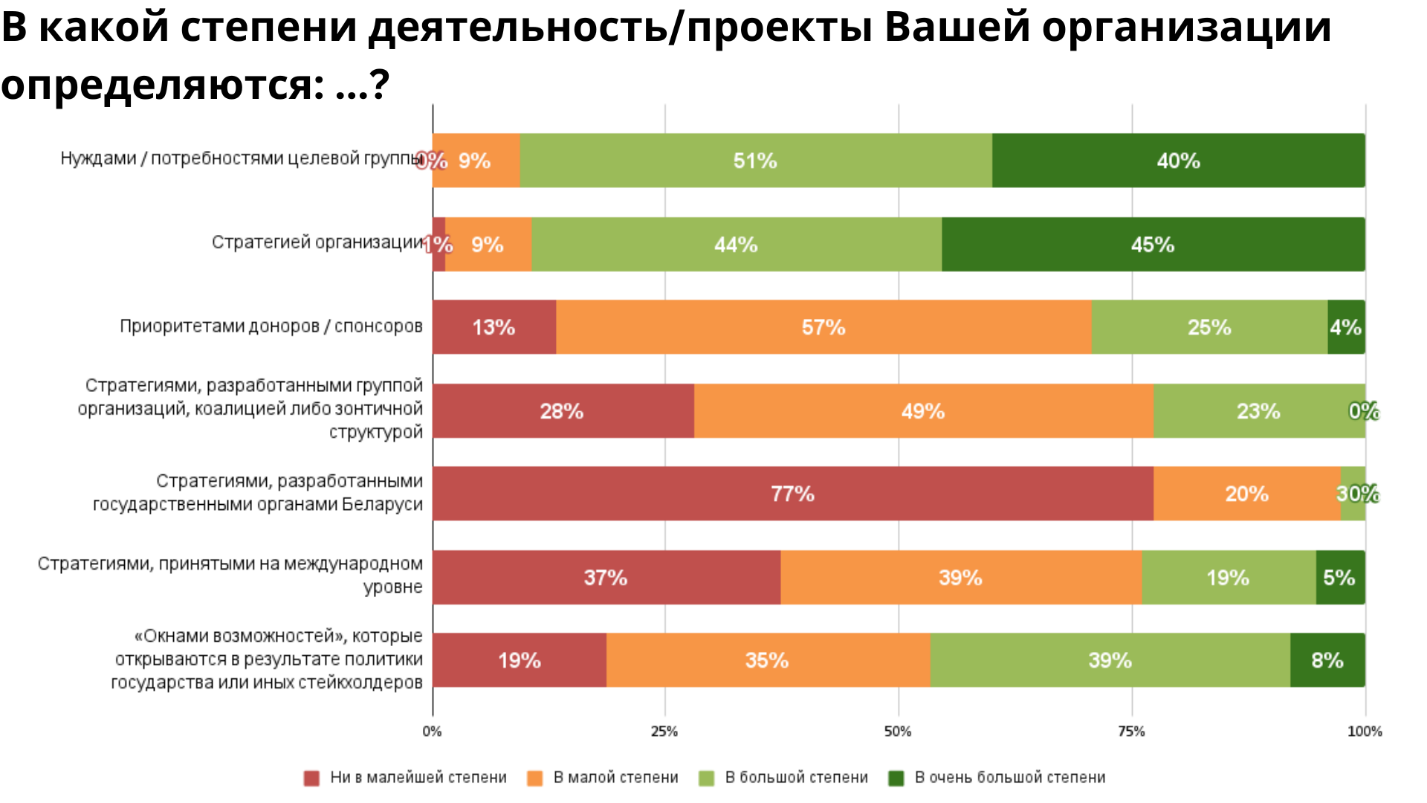 В какой степени деятельность/проекты Вашей организации
определяются: ...?
Нуждами / потребностями целевой группы
0% 9% 51% 40%
Стратегией организации
1% 9% 44% 45%
Приоритетами доноров / спонсоров
13% 57% 25% 4%
Стратегиями, разработанными группой
организаций, коалицией либо зонтичной
структурой
28% 49% 23% 0%
Стратегиями, разработанными
государственными органами Беларуси
77% 20% 3% 0%
Стратегиями, принятыми на международном
уровне
37% 39% 19% 5%
«Окнами возможностей», которые
открываются в результате политики
государства или иных стейкхолдеров
19% 35% 39% 8%
0% 25% 50% 75% 100%
Ни в малейшей степени В малой степени В большой степени В очень большой степени